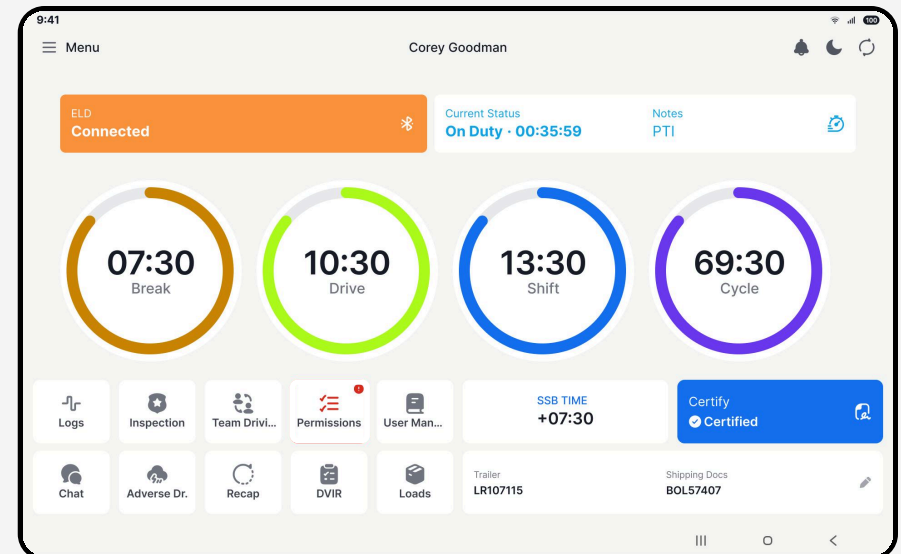 9:41
100
Menu
Corey Goodman
ELD
Connected
Current Status
On Duty · 00:35:59
Notes
PTI
07:30
Break
10:30
Drive
13:30
Shift
69:30
Cycle
Logs
Inspection
Team Drivi...
Permissions
User Man...
SSB TIME
+07:30
Certify
Certified
Chat
Adverse Dr.
Recap
DVIR
Loads
Trailer
LR107115
Shipping Docs
BOL57407